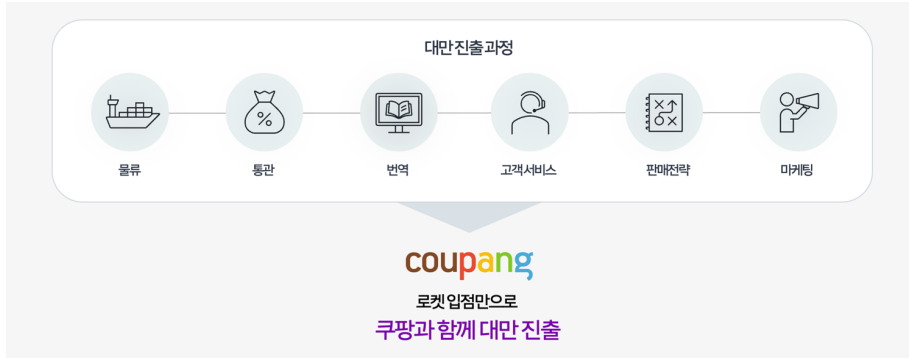 대만 진출 과정
물류
통관
번역
고객 서비스
판매전략
마케팅
coupang
로켓 입점만으로
쿠팡과 함께 대만 진출